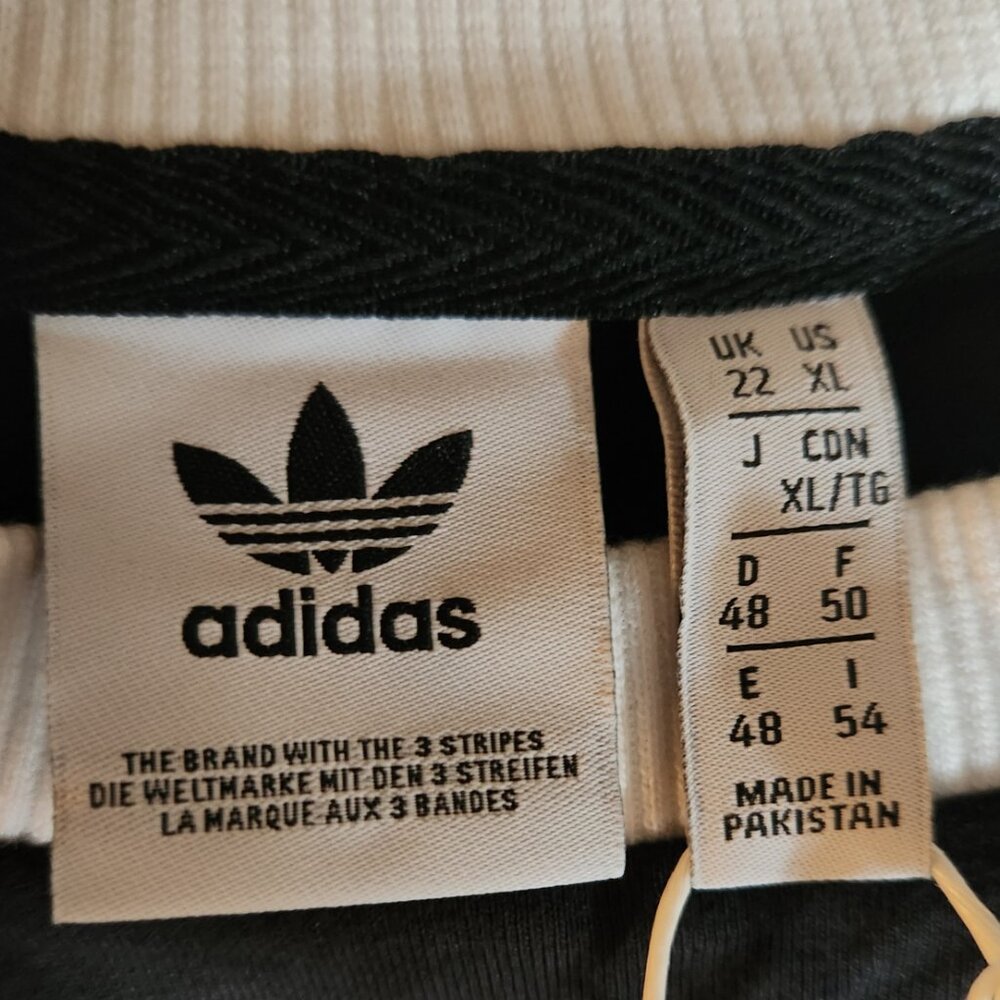 adidas
THE BRAND WITH THE 3 STRIPES
DIE WELTMARKE MIT DEN 3 STREIFEN
LA MARQUE AUX 3 BANDES
UK US
22 XL
J CDN
XL/TG
D F
48 50
E I
48 54
MADE IN
PAKISTAN